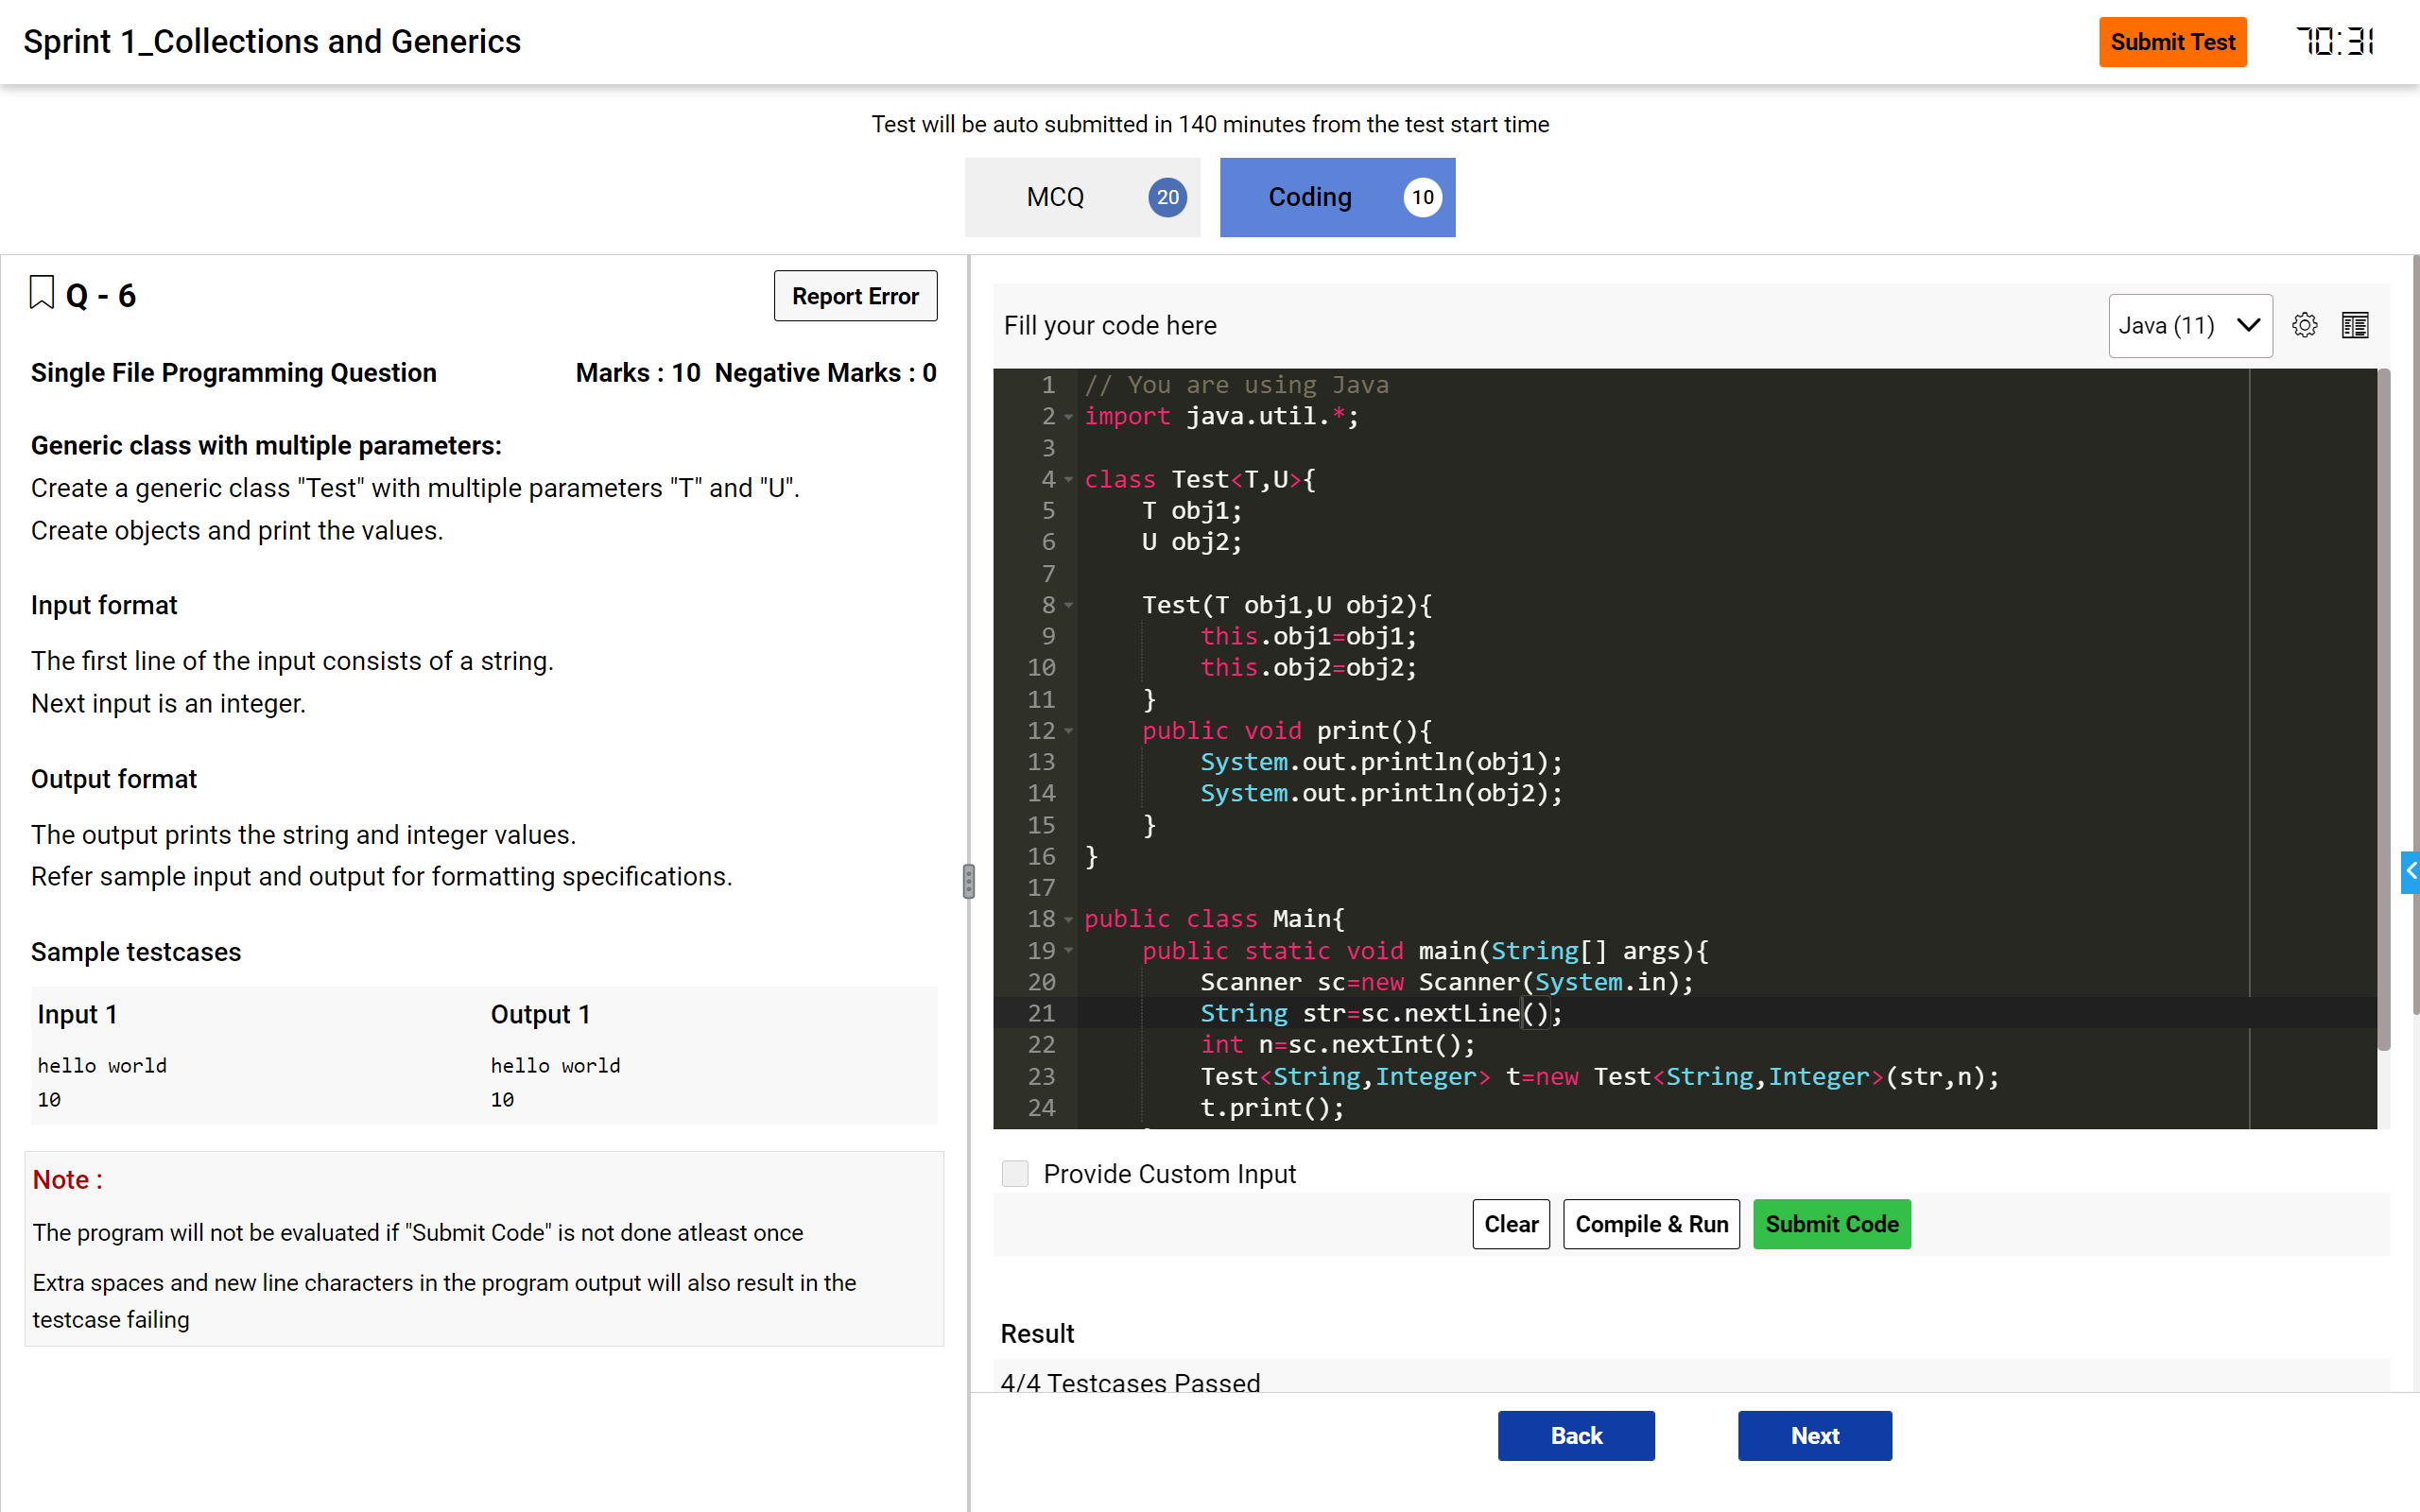 Sprint 1_Collections and Generics
Submit Test
70:31
Test will be auto submitted in 140 minutes from the test start time
MCQ 20
Coding 10
Q - 6
Report Error
Single File Programming Question
Marks : 10 Negative Marks : 0
Generic class with multiple parameters:
Create a generic class "Test" with multiple parameters "T" and "U".
Create objects and print the values.
Input format
The first line of the input consists of a string.
Next input is an integer.
Output format
The output prints the string and integer values.
Refer sample input and output for formatting specifications.
Sample testcases
Input 1 Output 1
hello world hello world
10 10
Note :
The program will not be evaluated if "Submit Code" is not done atleast once
Extra spaces and new line characters in the program output will also result in the
testcase failing
Fill your code here
Java (11)
1 // You are using Java
2 import java.util.*;
3
4 class Test<T,U>{
5     T obj1;
6     U obj2;
7
8     Test(T obj1,U obj2){
9         this.obj1=obj1;
10         this.obj2=obj2;
11     }
12     public void print(){
13         System.out.println(obj1);
14         System.out.println(obj2);
15     }
16 }
17
18 public class Main{
19     public static void main(String[] args){
20         Scanner sc=new Scanner(System.in);
21         String str=sc.nextLine();
22         int n=sc.nextInt();
23         Test<String,Integer> t=new Test<String,Integer>(str,n);
24         t.print();
Provide Custom Input
Clear
Compile & Run
Submit Code
Result
4/4 Testcases Passed
Back
Next